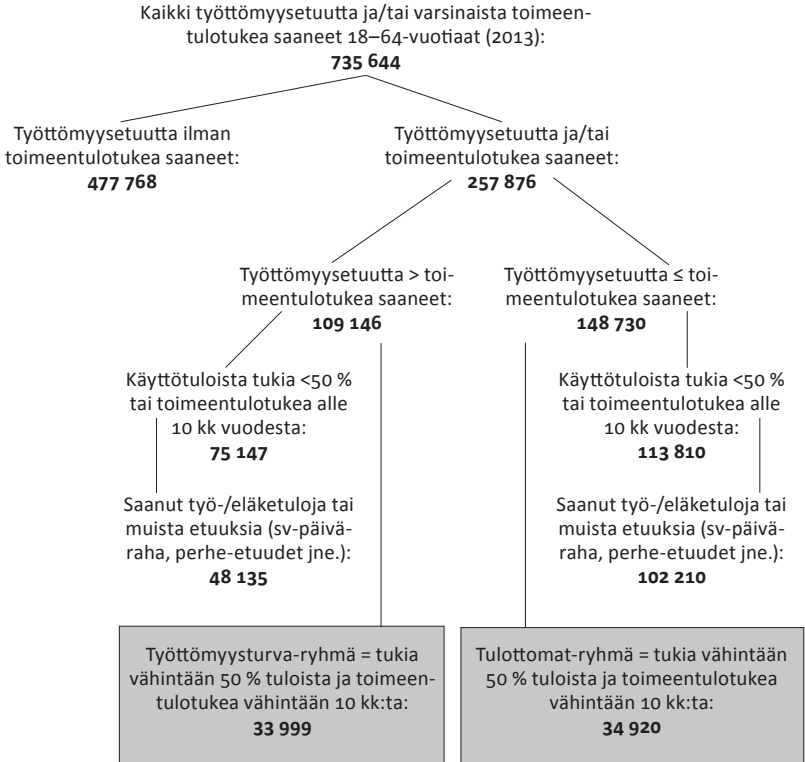 Kaikki työttömyysetuutta ja/tai varsinaista toimeen-
tulotukea saaneet 18–64-vuotiaat (2013):
735 644
Työttömyysetuutta ilman
toimeentulotukea saaneet:
477 768
Työttömyysetuutta ja/tai
toimeentulotukea saaneet:
257 876
Työttömyysetuutta > toi-
meentulotukea saaneet:
109 146
Työttömyysetuutta ≤ toi-
meentulotukea saaneet:
148 730
Käyttötuloista tukia <50 %
tai toimeentulotukea alle
10 kk vuodesta:
75 147
Käyttötuloista tukia <50 %
tai toimeentulotukea alle
10 kk vuodesta:
113 810
Saanut työ-/eläketuloja tai
muista etuuksia (sv-päivä-
raha, perhe-etuudet jne.):
48 135
Saanut työ-/eläketuloja tai
muista etuuksia (sv-päivä-
raha, perhe-etuudet jne.):
102 210
Työttömyysturva-ryhmä = tukia
vähintään 50 % tuloista ja toimeen-
tulotukea vähintään 10 kk:ta:
33 999
Tulottomat-ryhmä = tukia vähintään
50 % tuloista ja toimeentulotukea
vähintään 10 kk:ta:
34 920